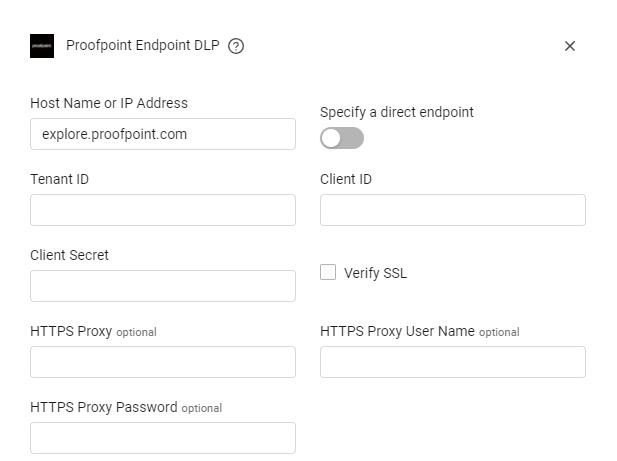 proofpoint Proofpoint Endpoint DLP ?
Host Name or IP Address
explore.proofpoint.com
Specify a direct endpoint
Tenant ID
Client ID
Client Secret
Verify SSL
HTTPS Proxy optional
HTTPS Proxy User Name optional
HTTPS Proxy Password optional